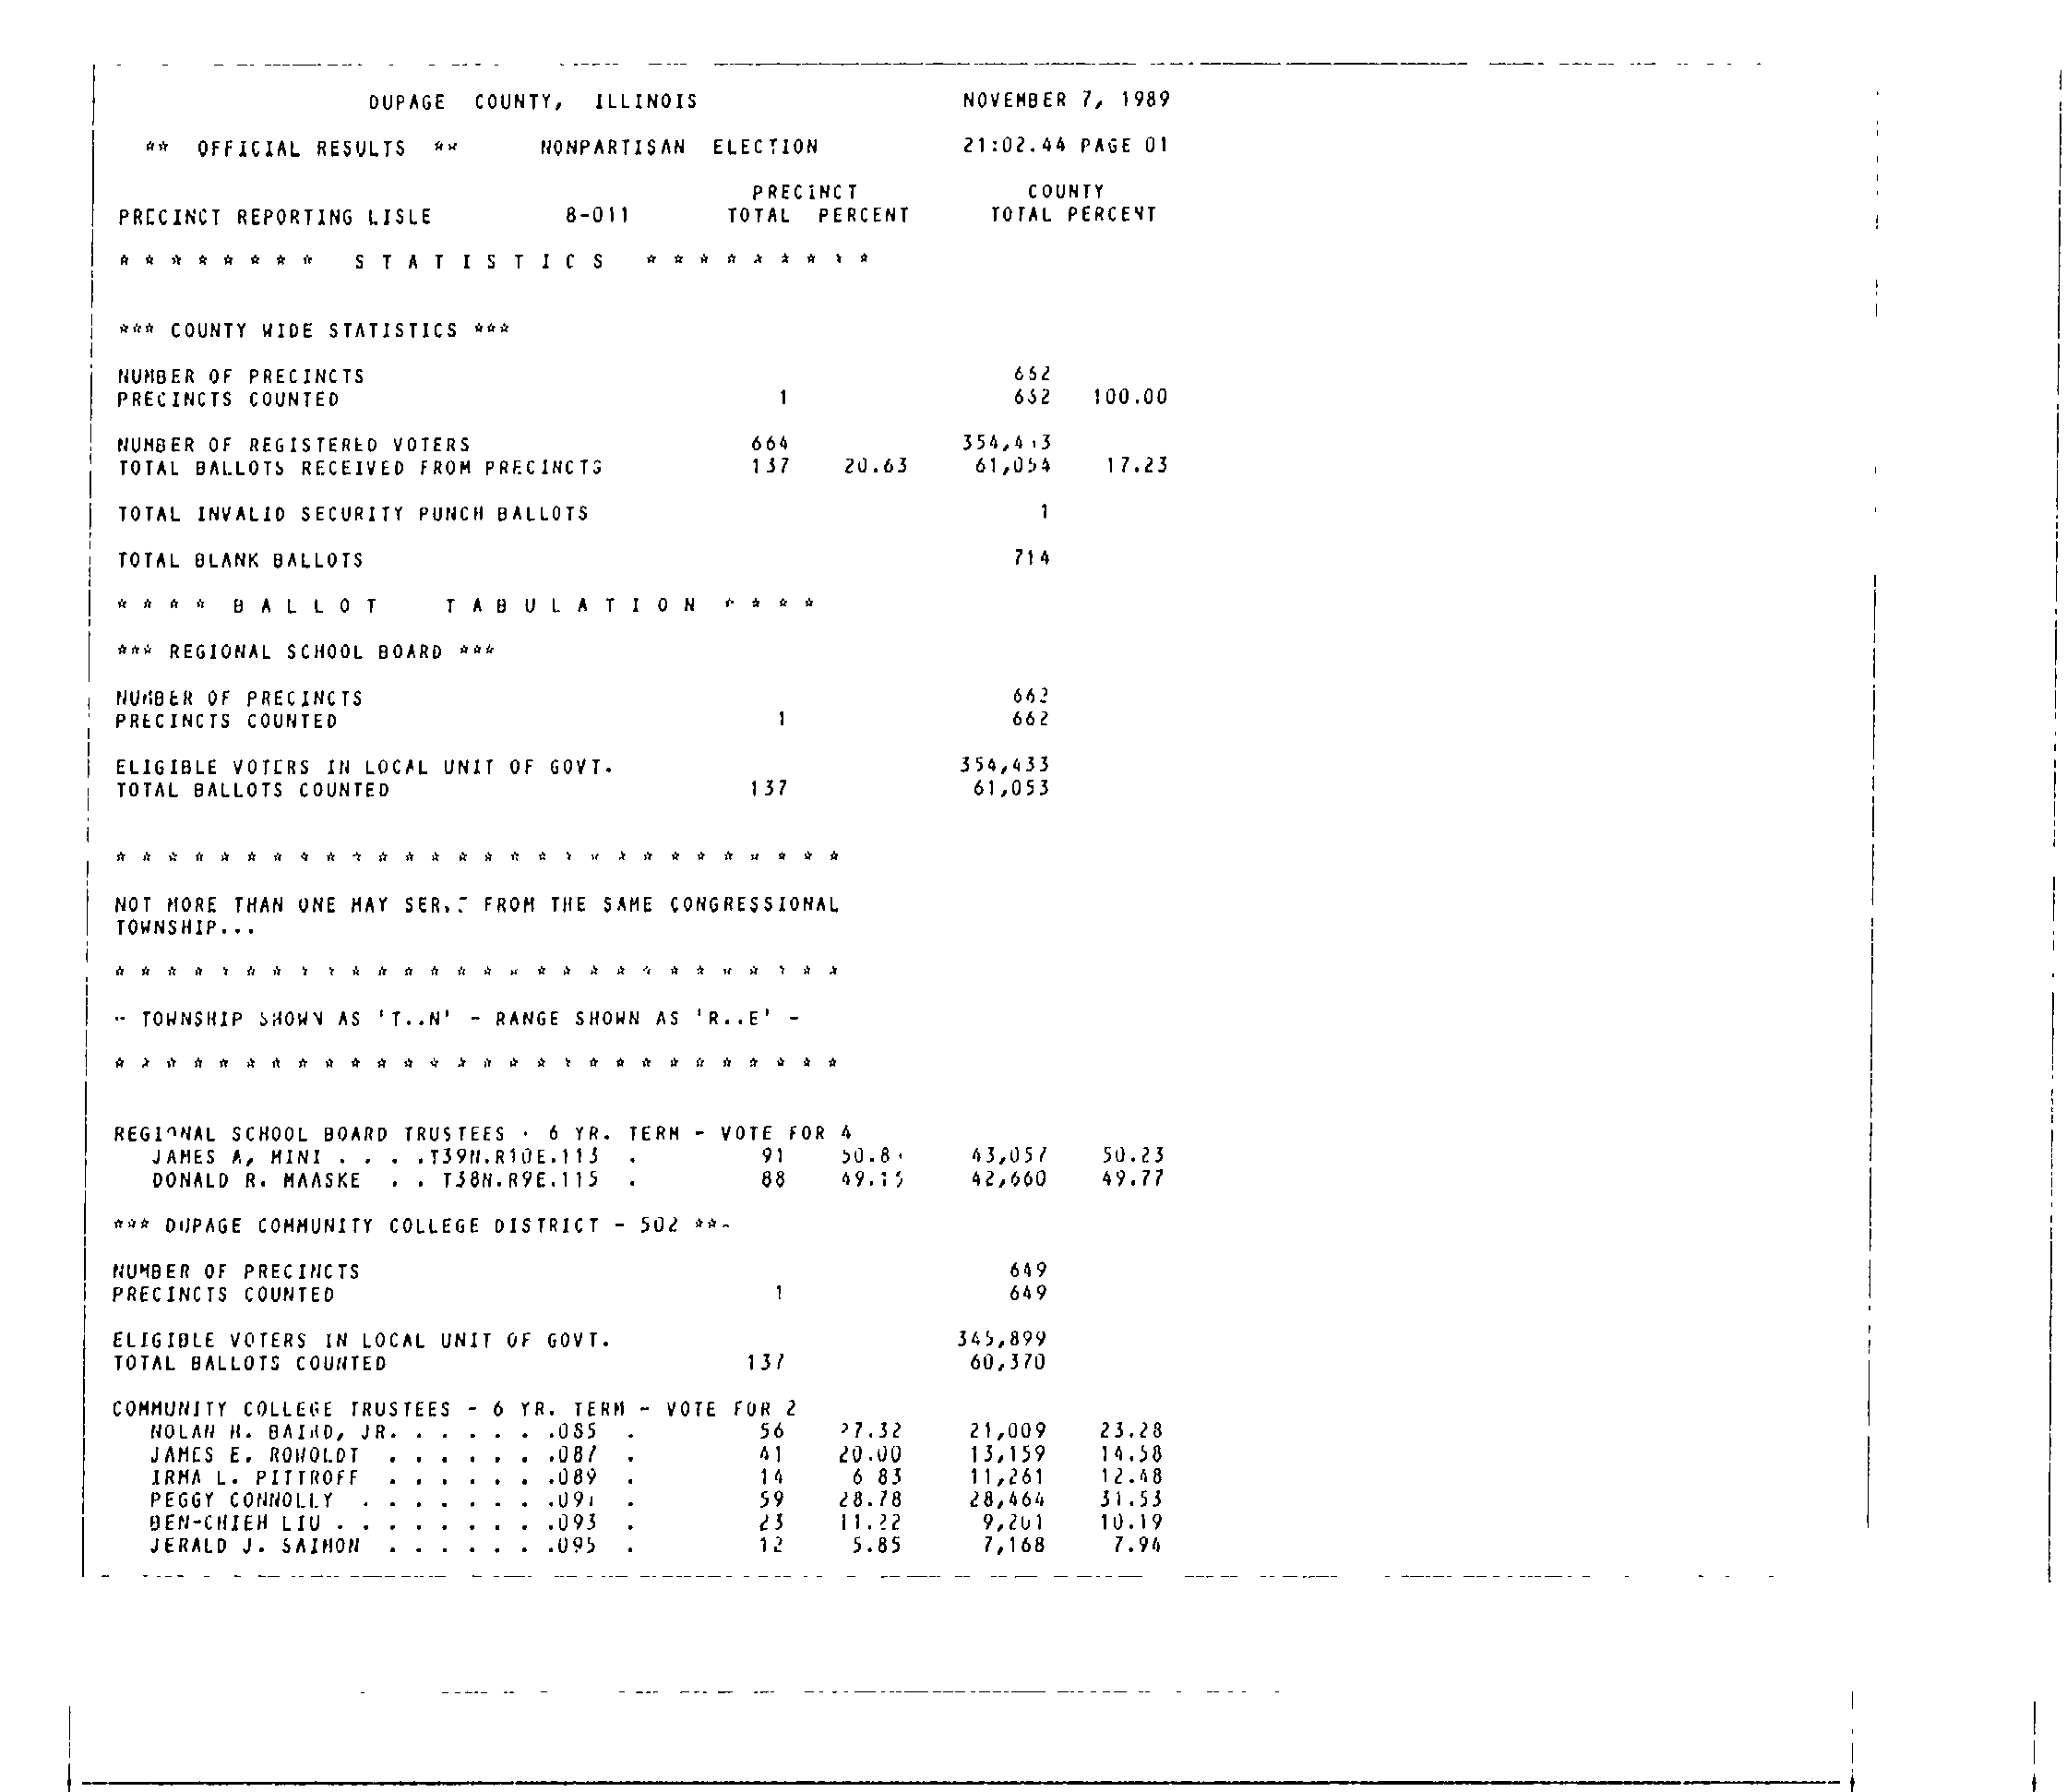 DUPAGE COUNTY, ILLINOIS NOVEMBER 7, 1989
** OFFICIAL RESULTS ** NONPARTISAN ELECTION 21:02.44 PAGE 01
PRECINCT COUNTY
PRECINCT REPORTING LISLE 8-011 TOTAL PERCENT TOTAL PERCENT
* * * * * * * * S T A T I S T I C S * * * * * * * * *
*** COUNTY WIDE STATISTICS ***
NUMBER OF PRECINCTS 662
PRECINCTS COUNTED 1 662 100.00
NUMBER OF REGISTERED VOTERS 664
TOTAL BALLOTS RECEIVED FROM PRECINCTS 137 20.63 61,054 17.23
TOTAL INVALID SECURITY PUNCH BALLOTS 1
TOTAL BLANK BALLOTS 714
* * * * B A L L O T T A B U L A T I O N * * * *
*** REGIONAL SCHOOL BOARD ***
NUMBER OF PRECINCTS 662
PRECINCTS COUNTED 1 662
ELIGIBLE VOTERS IN LOCAL UNIT OF GOVT. 354,433
TOTAL BALLOTS COUNTED 137 61,053
* * * * * * * * * * * * * * * * * * * * * * * * * * * *
NOT MORE THAN ONE MAY SERVE FROM THE SAME CONGRESSIONAL
TOWNSHIP...
* * * * * * * * * * * * * * * * * * * * * * * * * * * *
- TOWNSHIP SHOWN AS 'T..N' - RANGE SHOWN AS 'R..E' -
* * * * * * * * * * * * * * * * * * * * * * * * * * * *
REGIONAL SCHOOL BOARD TRUSTEES - 6 YR. TERM - VOTE FOR 4
JAMES A. MINI . . . .T39N.R10E.113 . 91 43,057 50.23
DONALD R. MAASKE . . T38N.R9E.115 . 88 49.15 42,660 49.77
*** DUPAGE COMMUNITY COLLEGE DISTRICT - 502 ***
NUMBER OF PRECINCTS 649
PRECINCTS COUNTED 1 649
ELIGIBLE VOTERS IN LOCAL UNIT OF GOVT. 345,899
TOTAL BALLOTS COUNTED 137 60,370
COMMUNITY COLLEGE TRUSTEES - 6 YR. TERM - VOTE FOR 2
NOLAN H. BAIRD, JR. . . . . . .085 . 56 27.32 21,009 23.28
JAMES E. ROWOLDT . . . . . . .087 . 41 20.00 13,159 14.58
IRMA L. PITTROFF . . . . . . .089 . 14 6.83 11,261 12.48
PEGGY CONNOLLY . . . . . . . .091 . 59 28.78 28,464 31.53
BEN-CHIEH LIU . . . . . . . . .093 . 23 11.22 9,201 10.19
JERALD J. SAIMON . . . . . . .095 . 12 5.85 7,168 7.94